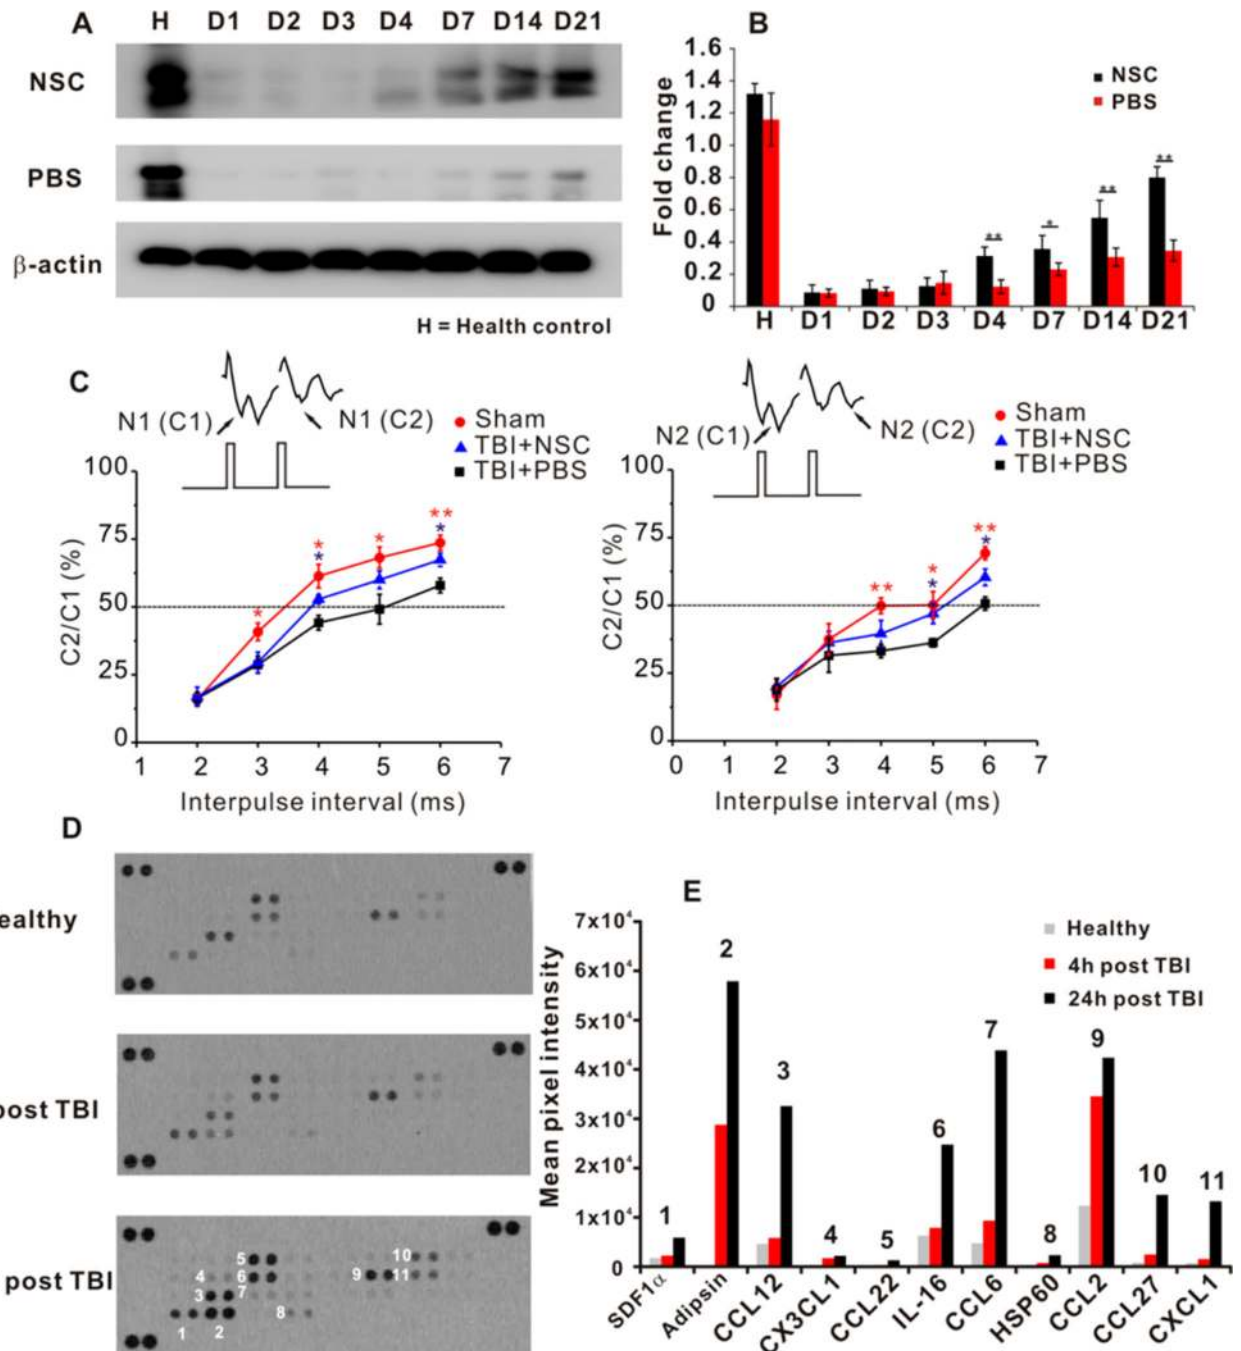 A
H D1 D2 D3 D4 D7 D14 D21
NSC
PBS
β-actin
H = Health control
B
Fold change
1.6
1.4
1.2
1.0
0.8
0.6
0.4
0.2
0
NSC
PBS
**
*
**
**
H D1 D2 D3 D4 D7 D14 D21
C
N1 (C1)
N1 (C2)
Sham
TBI+NSC
TBI+PBS
C2/C1 (%)
100
75
50
25
0
*
*
*
*
**
*
1 2 3 4 5 6 7
Interpulse interval (ms)
N2 (C1)
N2 (C2)
Sham
TBI+NSC
TBI+PBS
C2/C1 (%)
100
75
50
25
0
**
*
*
**
*
0 1 2 3 4 5 6 7
Interpulse interval (ms)
D
ealthy
post TBI
post TBI
1 2 3 4 5 6 7 8 9 10 11
E
Mean pixel intensity
7x10⁴
6x10⁴
5x10⁴
4x10⁴
3x10⁴
2x10⁴
1x10⁴
0
Healthy
4h post TBI
24h post TBI
1 2 3 4 5 6 7 8 9 10 11
SDF1α Adipsin CCL12 CX3CL1 CCL22 IL-16 CCL6 HSP60 CCL2 CCL27 CXCL1